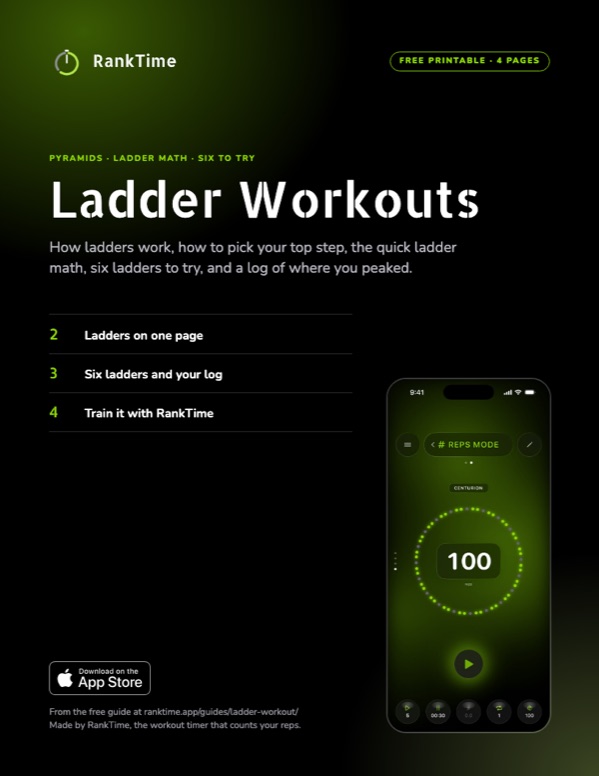 RankTime
FREE PRINTABLE · 4 PAGES
PYRAMIDS · LADDER MATH · SIX TO TRY
Ladder Workouts
How ladders work, how to pick your top step, the quick ladder
math, six ladders to try, and a log of where you peaked.
2 Ladders on one page
3 Six ladders and your log
4 Train it with RankTime
9:41
# REPS MODE
CENTURION
100
5
00:30
1
100
Download on the
App Store
From the free guide at ranktime.app/guides/ladder-workout/
Made by RankTime, the workout timer that counts your reps.